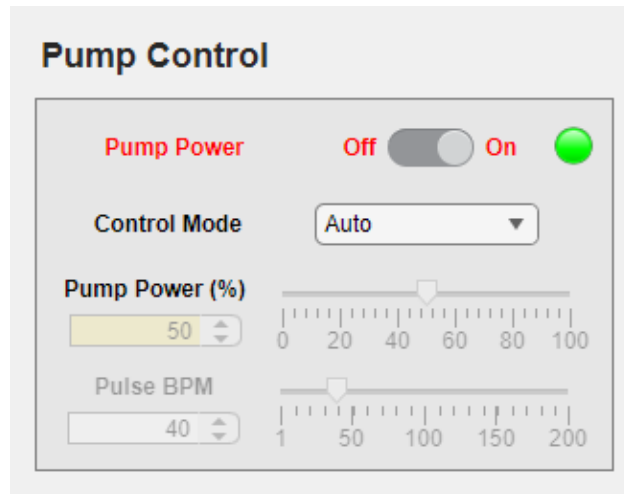 Pump Control
Pump Power Off On
Control Mode Auto
Pump Power (%)
50
0 20 40 60 80 100
Pulse BPM
40
1 50 100 150 200